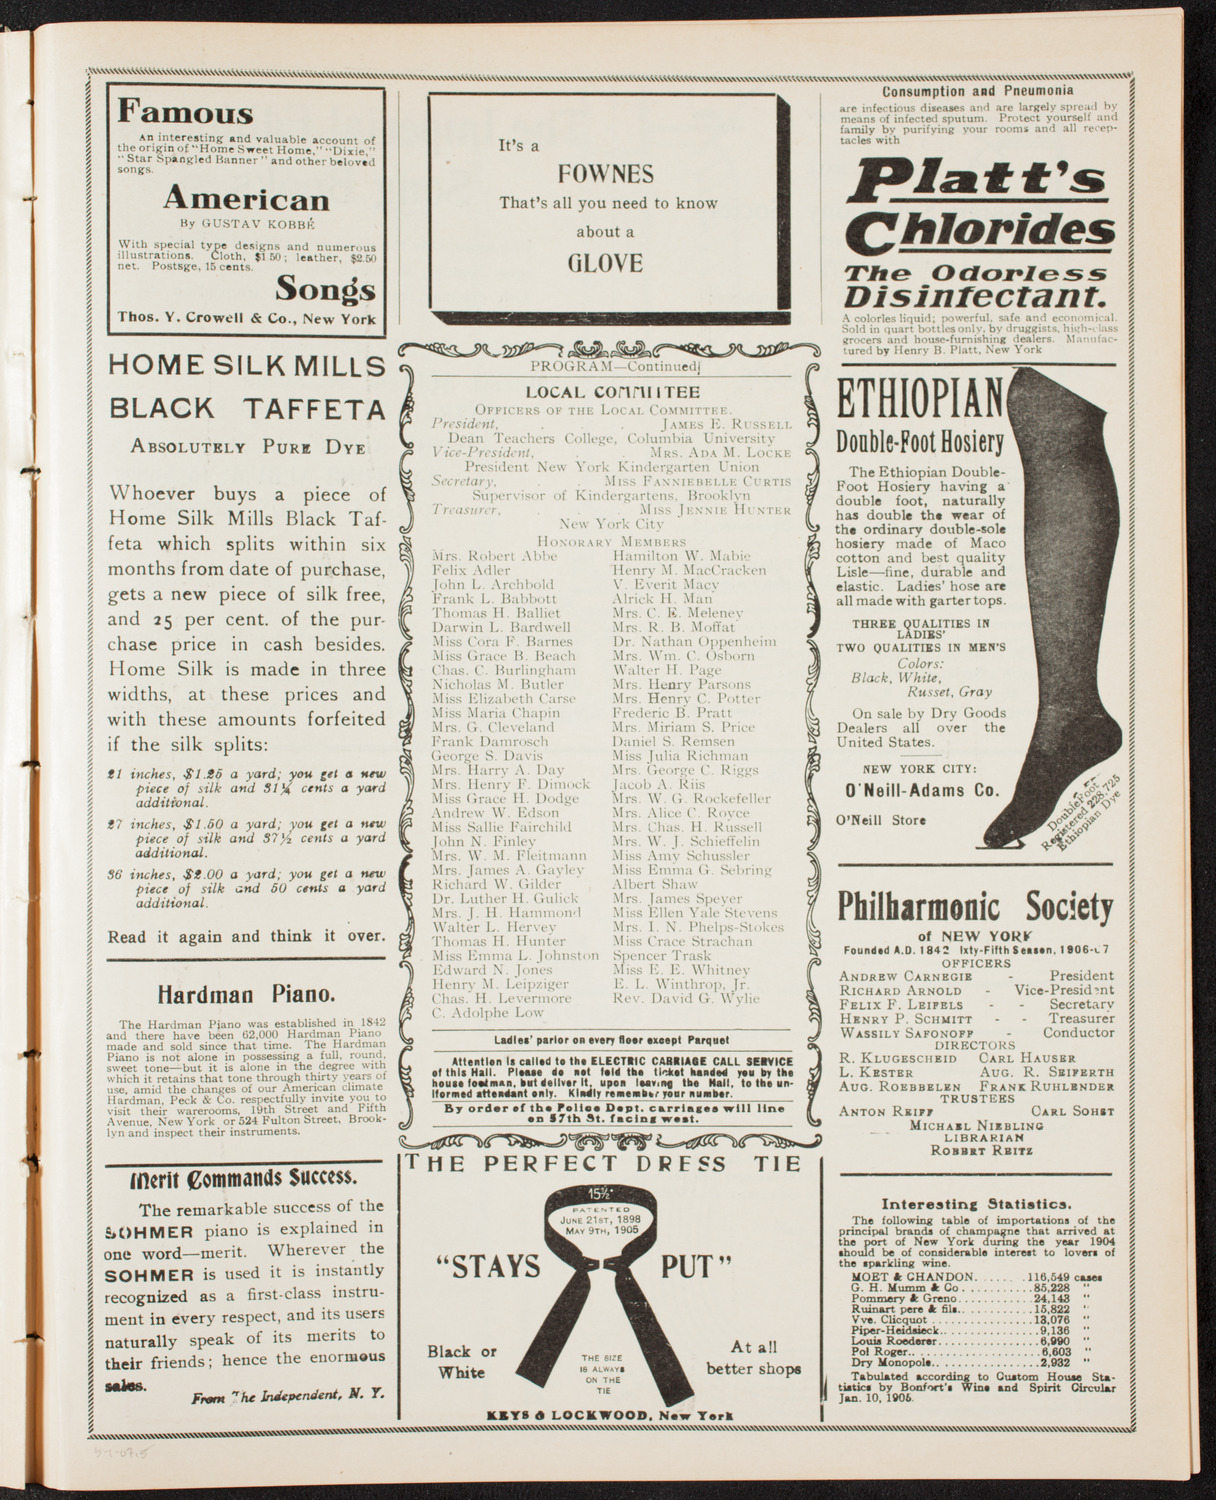 Famous
An interesting and valuable account of
the origin of "Home Sweet Home," "Dixie,"
"Star Spangled Banner" and other beloved
songs.
American
By GUSTAV KOBBÉ
With special type designs and numerous
illustrations. Cloth, $1 50; leather, $2.50
net. Postsge, 15 cents.
Songs
Thos. Y. Crowell & Co., New York
HOME SILK MILLS
BLACK TAFFETA
ABSOLUTELY PURE DYE
Whoever buys a piece of
Home Silk Mills Black Taf-
feta which splits within six
months from date of purchase,
gets a new piece of silk free,
and 25 per cent. of the pur-
chase price in cash besides.
Home Silk is made in three
widths, at these prices and
with these amounts forfeited
if the silk splits:
21 inches, $1.25 a yard; you get a new
piece of silk and 31¼ cents a yard
additional.
27 inches, $1.50 a yard; you get a new
piece of silk and 37½ cents a yard
additional.
36 inches, $2.00 a yard; you get a new
piece of silk and 50 cents a yard
additional.
Read it again and think it over.
Hardman Piano.
The Hardman Piano was established in 1842
and there have been 62,000 Hardman Piano
made and sold since that time. The Hardman
Piano is not alone in possessing a full, round,
sweet tone—but it is alone in the degree with
which it retains that tone through thirty years of
use, amid the changes of our American climate
Hardman, Peck & Co. respectfully invite you to
visit their warerooms, 19th Street and Fifth
Avenue, New York or 524 Fulton Street, Brook-
lyn and inspect their instruments.
Merit Commands Success.
The remarkable success of the
SOHMER piano is explained in
one word—merit. Wherever the
SOHMER is used it is instantly
recognized as a first-class instru-
ment in every respect, and its users
naturally speak of its merits to
their friends; hence the enormous
sales.
From The Independent, N. Y.
It's a
FOWNES
That's all you need to know
about a
GLOVE
PROGRAM—Continued
LOCAL COMMITEE
OFFICERS OF THE LOCAL COMMITTEE.
President, . . . JAMES E. RUSSELL
Dean Teachers College, Columbia University
Vice-President, . . MRS. ADA M. LOCKE
President New York Kindergarten Union
Secretary, . . MISS FANNIEBELLE CURTIS
Supervisor of Kindergartens, Brooklyn
Treasurer, . . . MISS JENNIE HUNTER
New York City
HONORARY MEMBERS
Mrs. Robert Abbe
Felix Adler
John L. Archbold
Frank L. Babbott
Thomas H. Balliet
Darwin L. Bardwell
Miss Cora F. Barnes
Miss Grace B. Beach
Chas. C. Burlingham
Nicholas M. Butler
Miss Elizabeth Carse
Miss Maria Chapin
Mrs. G. Cleveland
Frank Damrosch
George S. Davis
Mrs. Harry A. Day
Mrs. Henry F. Dimock
Miss Grace H. Dodge
Andrew W. Edson
Miss Sallie Fairchild
John N. Finley
Mrs. W. M. Fleitmann
Mrs. James A. Gayley
Richard W. Gilder
Dr. Luther H. Gulick
Mrs. J. H. Hammond
Walter L. Hervey
Thomas H. Hunter
Miss Emma L. Johnston
Edward N. Jones
Henry M. Leipziger
Chas. H. Levermore
C. Adolphe Low
Hamilton W. Mabie
Henry M. MacCracken
V. Everit Macy
Alrick H. Man
Mrs. C. E. Meleney
Mrs. R. B. Moffat
Dr. Nathan Oppenheim
Mrs. Wm. C. Osborn
Walter H. Page
Mrs. Henry Parsons
Mrs. Henry C. Potter
Frederic B. Pratt
Mrs. Miriam S. Price
Daniel S. Remsen
Miss Julia Richman
Mrs. George C. Riggs
Jacob A. Riis
Mrs. W. G. Rockefeller
Mrs. Alice C. Royce
Mrs. Chas. H. Russell
Mrs. W. J. Schieffelin
Miss Amy Schussler
Miss Emma G. Sebring
Albert Shaw
Mrs. James Speyer
Miss Ellen Yale Stevens
Mrs. I. N. Phelps-Stokes
Miss Crace Strachan
Spencer Trask
Miss E. E. Whitney
E. L. Winthrop, Jr.
Rev. David G. Wylie
Ladies' parlor on every floor except Parquet
Attention is called to the ELECTRIC CARRIAGE CALL SERVICE
of this Hall. Please do not fold the ticket handed you by the
house footman, but deliver it, upon leaving the Hall, to the un-
iformed attendant only. Kindly remember your number.
By order of the Police Dept. carriages will line
on 57th St. facing west.
THE PERFECT DRESS TIE
15½
PATENTED
JUNE 21ST, 1898
MAY 9TH, 1905
"STAYS PUT"
Black or
White
THE SIZE
IS ALWAYS
ON THE
TIE
At all
better shops
KEYS & LOCKWOOD, New York
Consumption and Pneumonia
are infectious diseases and are largely spread by
means of infected sputum. Protect yourself and
family by purifying your rooms and all recep-
tacles with
Platt's
Chlorides
The Odorless
Disinfectant.
A colorles liquid; powerful, safe and economical.
Sold in quart bottles only, by druggists, high-class
grocers and house-furnishing dealers. Manufac-
tured by Henry B. Platt, New York
ETHIOPIAN
Double-Foot Hosiery
The Ethiopian Double-
Foot Hosiery having a
double foot, naturally
has double the wear of
the ordinary double-sole
hosiery made of Maco
cotton and best quality
Lisle—fine, durable and
elastic. Ladies' hose are
all made with garter tops.
THREE QUALITIES IN
LADIES'
TWO QUALITIES IN MEN'S
Colors:
Black, White,
Russet, Gray
On sale by Dry Goods
Dealers all over the
United States.
NEW YORK CITY:
O'Neill-Adams Co.
O'Neill Store
DoubleFoot
Registered 228,725
Ethiopian Dye
Philharmonic Society
of NEW YORK
Founded A.D. 1842 Ixty-Fifth Season, 1906-07
OFFICERS
ANDREW CARNEGIE - President
RICHARD ARNOLD - Vice-President
FELIX F. LEIFELS - - Secretary
HENRY P. SCHMITT - - Treasurer
WASSILY SAFONOFF - Conductor
DIRECTORS
R. KLUGESCHEID CARL HAUSER
L. KESTER AUG. R. SEIFERTH
AUG. ROEBBELEN FRANK RUHLENDER
TRUSTEES
ANTON REIFF CARL SOHST
MICHAEL NIEBLING
LIBRARIAN
ROBERT REITZ
Interesting Statistics.
The following table of importations of the
principal brands of champagne that arrived at
the port of New York during the year 1904
should be of considerable interest to lovers of
the sparkling wine.
MOET & CHANDON. . . . . . .116,549 cases
G. H. Mumm & Co . . . . . . . . . .85,228 "
Pommery & Greno. . . . . . . . . . .24,143 "
Ruinart pere & fils. . . . . . . . . . .15,822 "
Vve. Clicquot . . . . . . . . . . . . . .13,076 "
Piper-Heidsieck. . . . . . . . . . . . .9,136 "
Louis Roederer. . . . . . . . . . . . . .6,990 "
Pol Roger. . . . . . . . . . . . . . . . .6,603 "
Dry Monopole. . . . . . . . . . . . . . .2,932 "
Tabulated according to Custom House Sta-
tistics by Bonfort's Wine and Spirit Circular
Jan. 10, 1905.
5-1-07.5